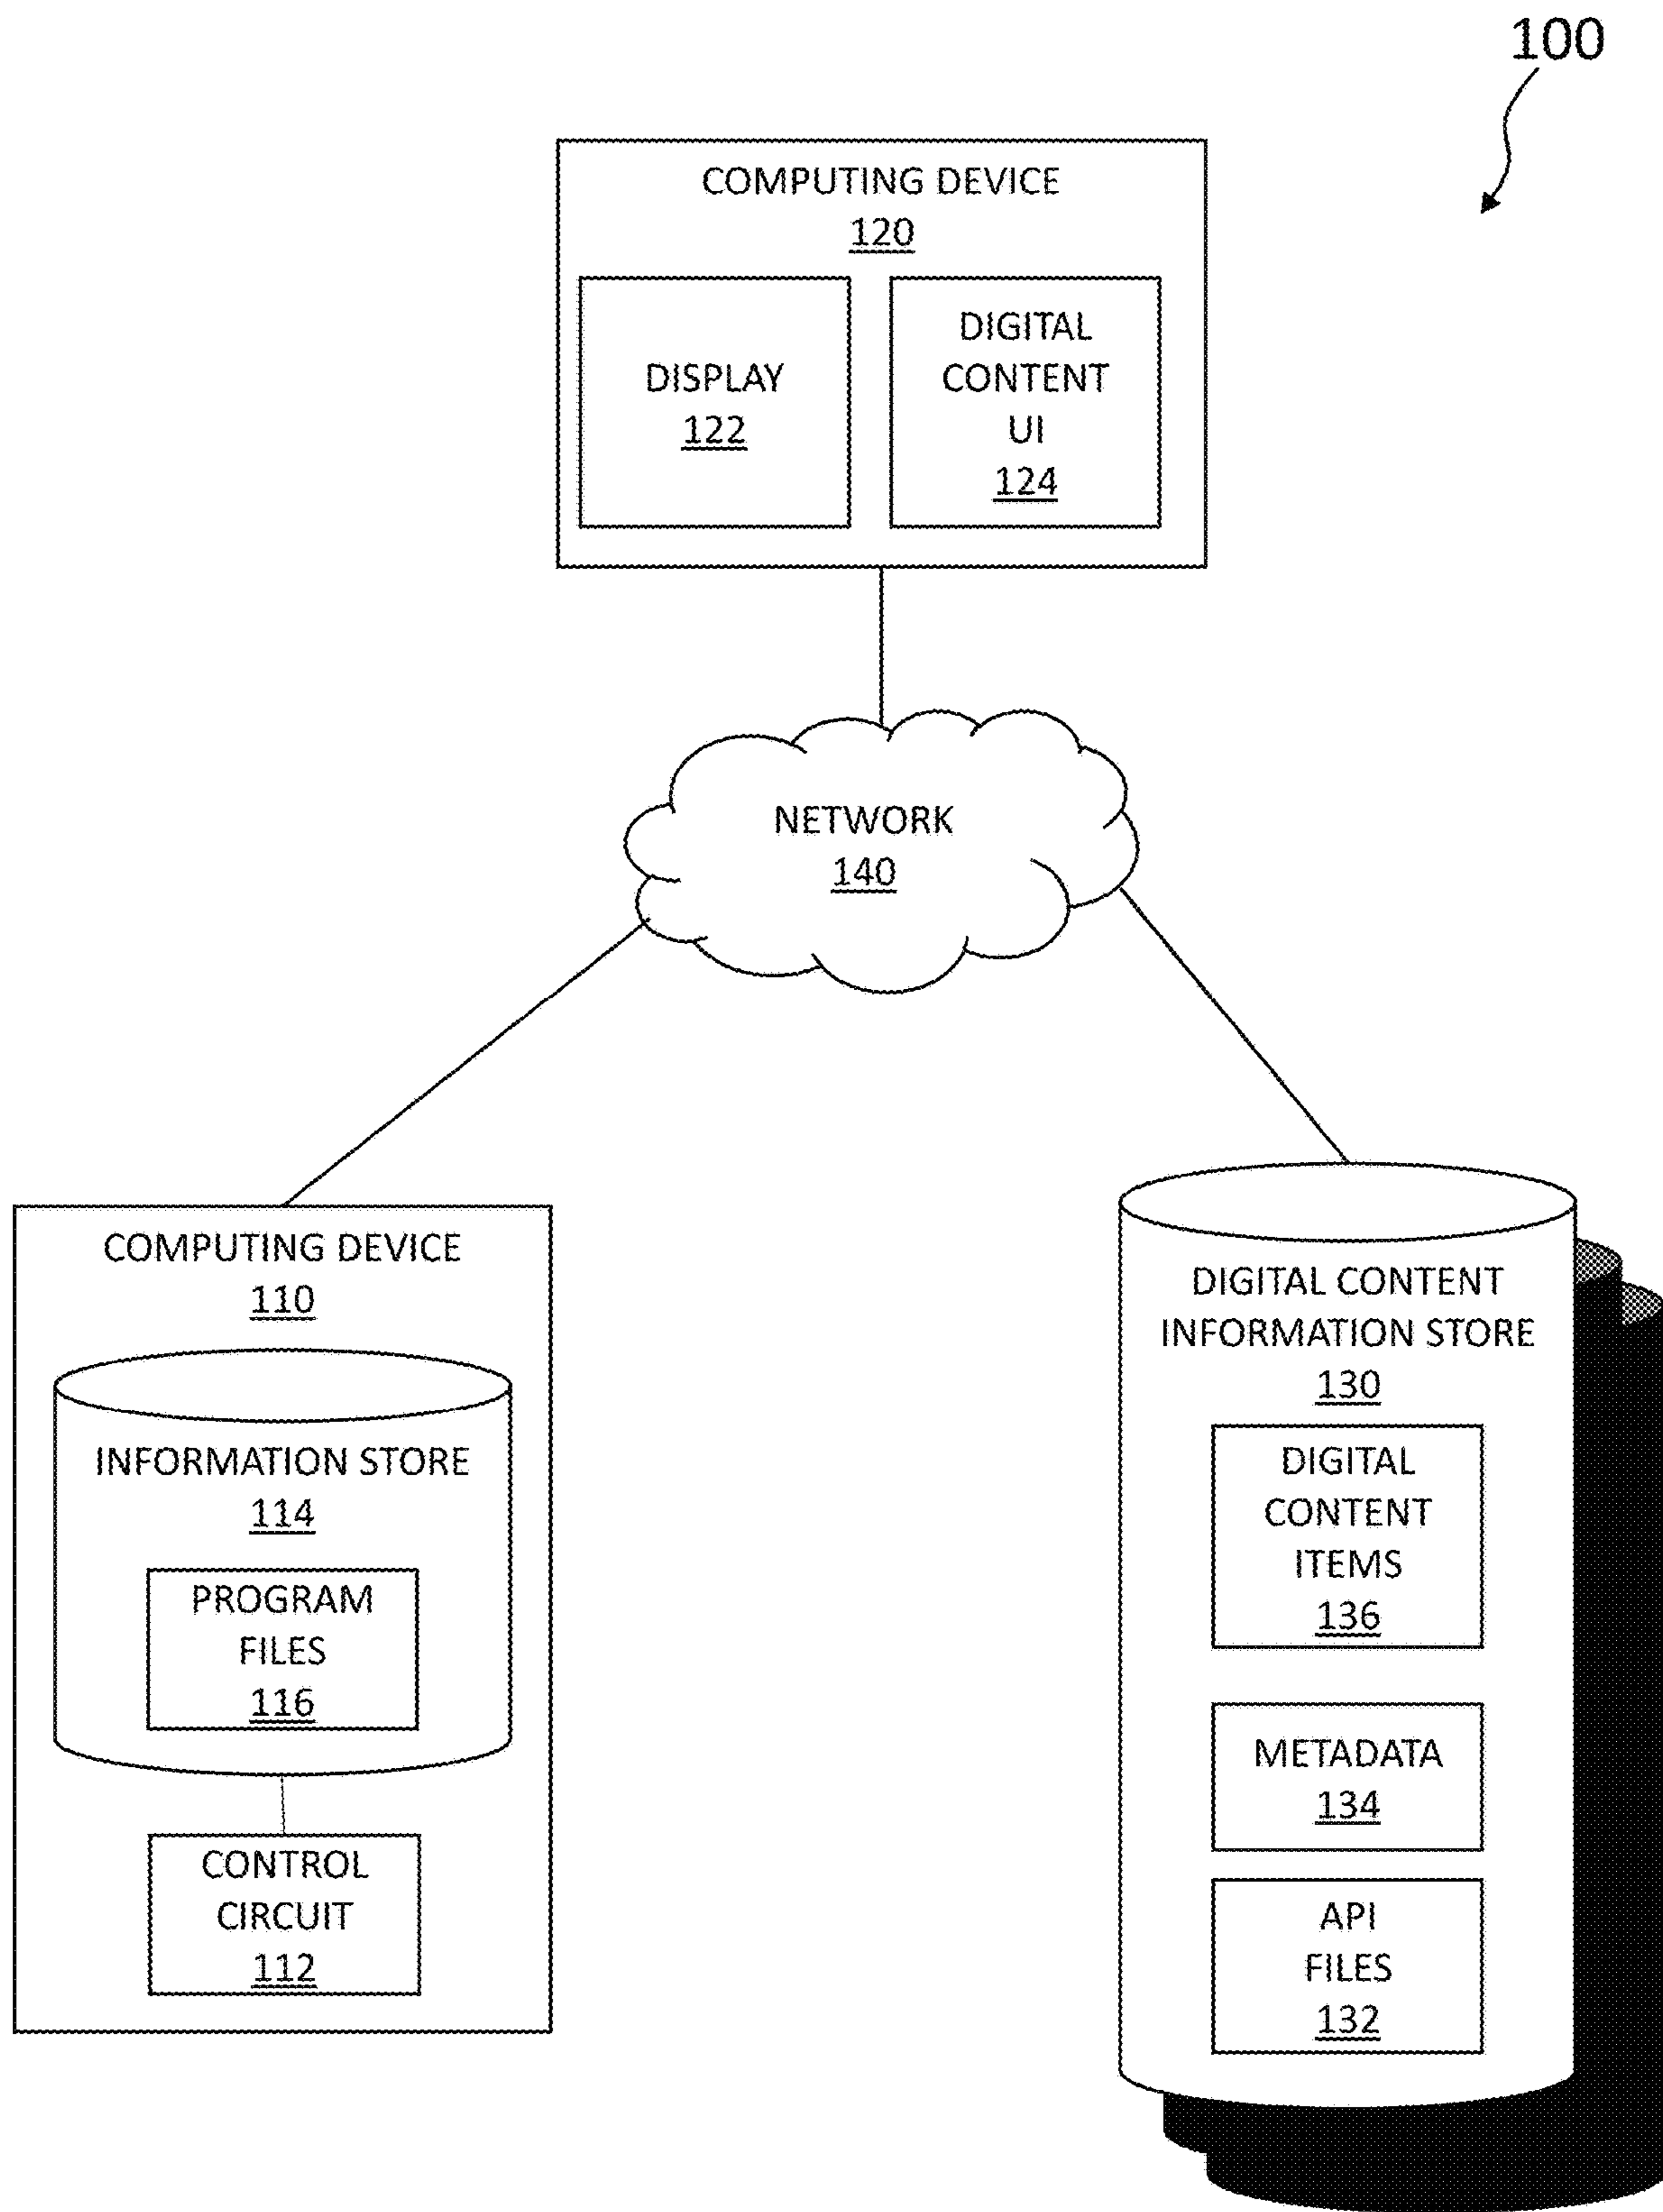 100
COMPUTING DEVICE
120
DISPLAY
122
DIGITAL
CONTENT
UI
124
NETWORK
140
COMPUTING DEVICE
110
INFORMATION STORE
114
PROGRAM
FILES
116
CONTROL
CIRCUIT
112
DIGITAL CONTENT
INFORMATION STORE
130
DIGITAL
CONTENT
ITEMS
136
METADATA
134
API
FILES
132